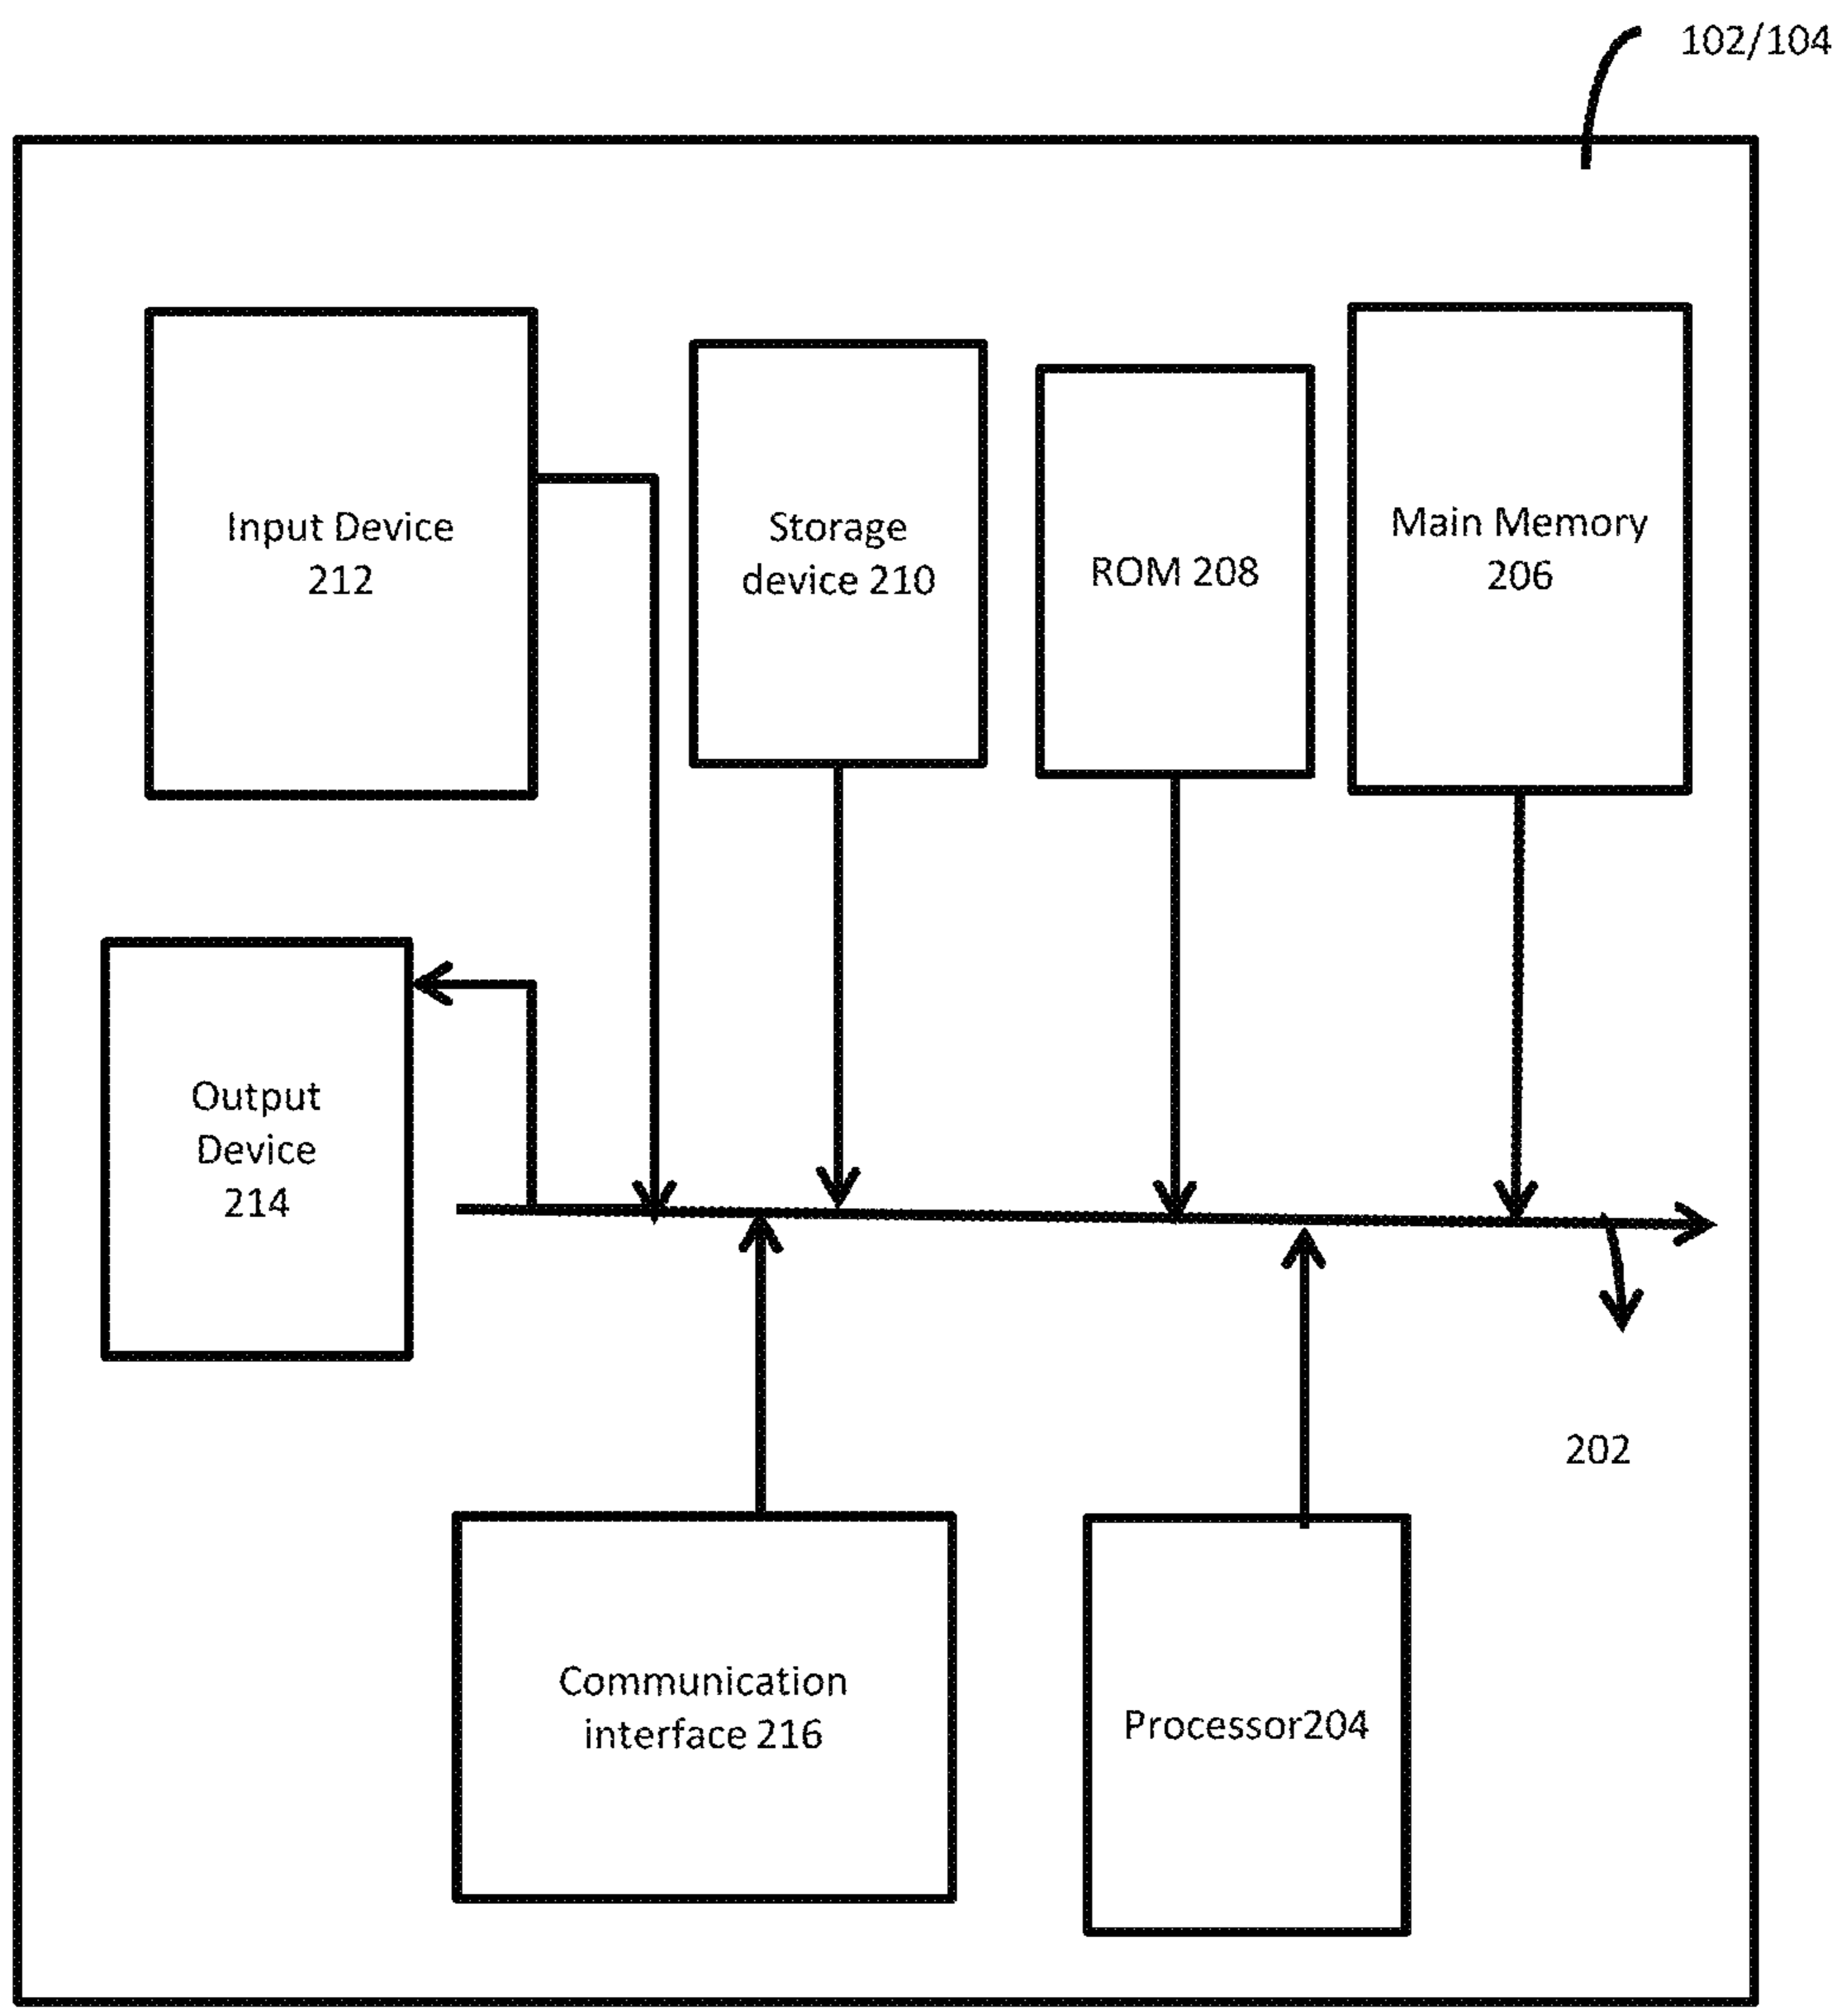 102/104
Input Device
212
Storage
device 210
ROM 208
Main Memory
206
Output
Device
214
202
Communication
interface 216
Processor204